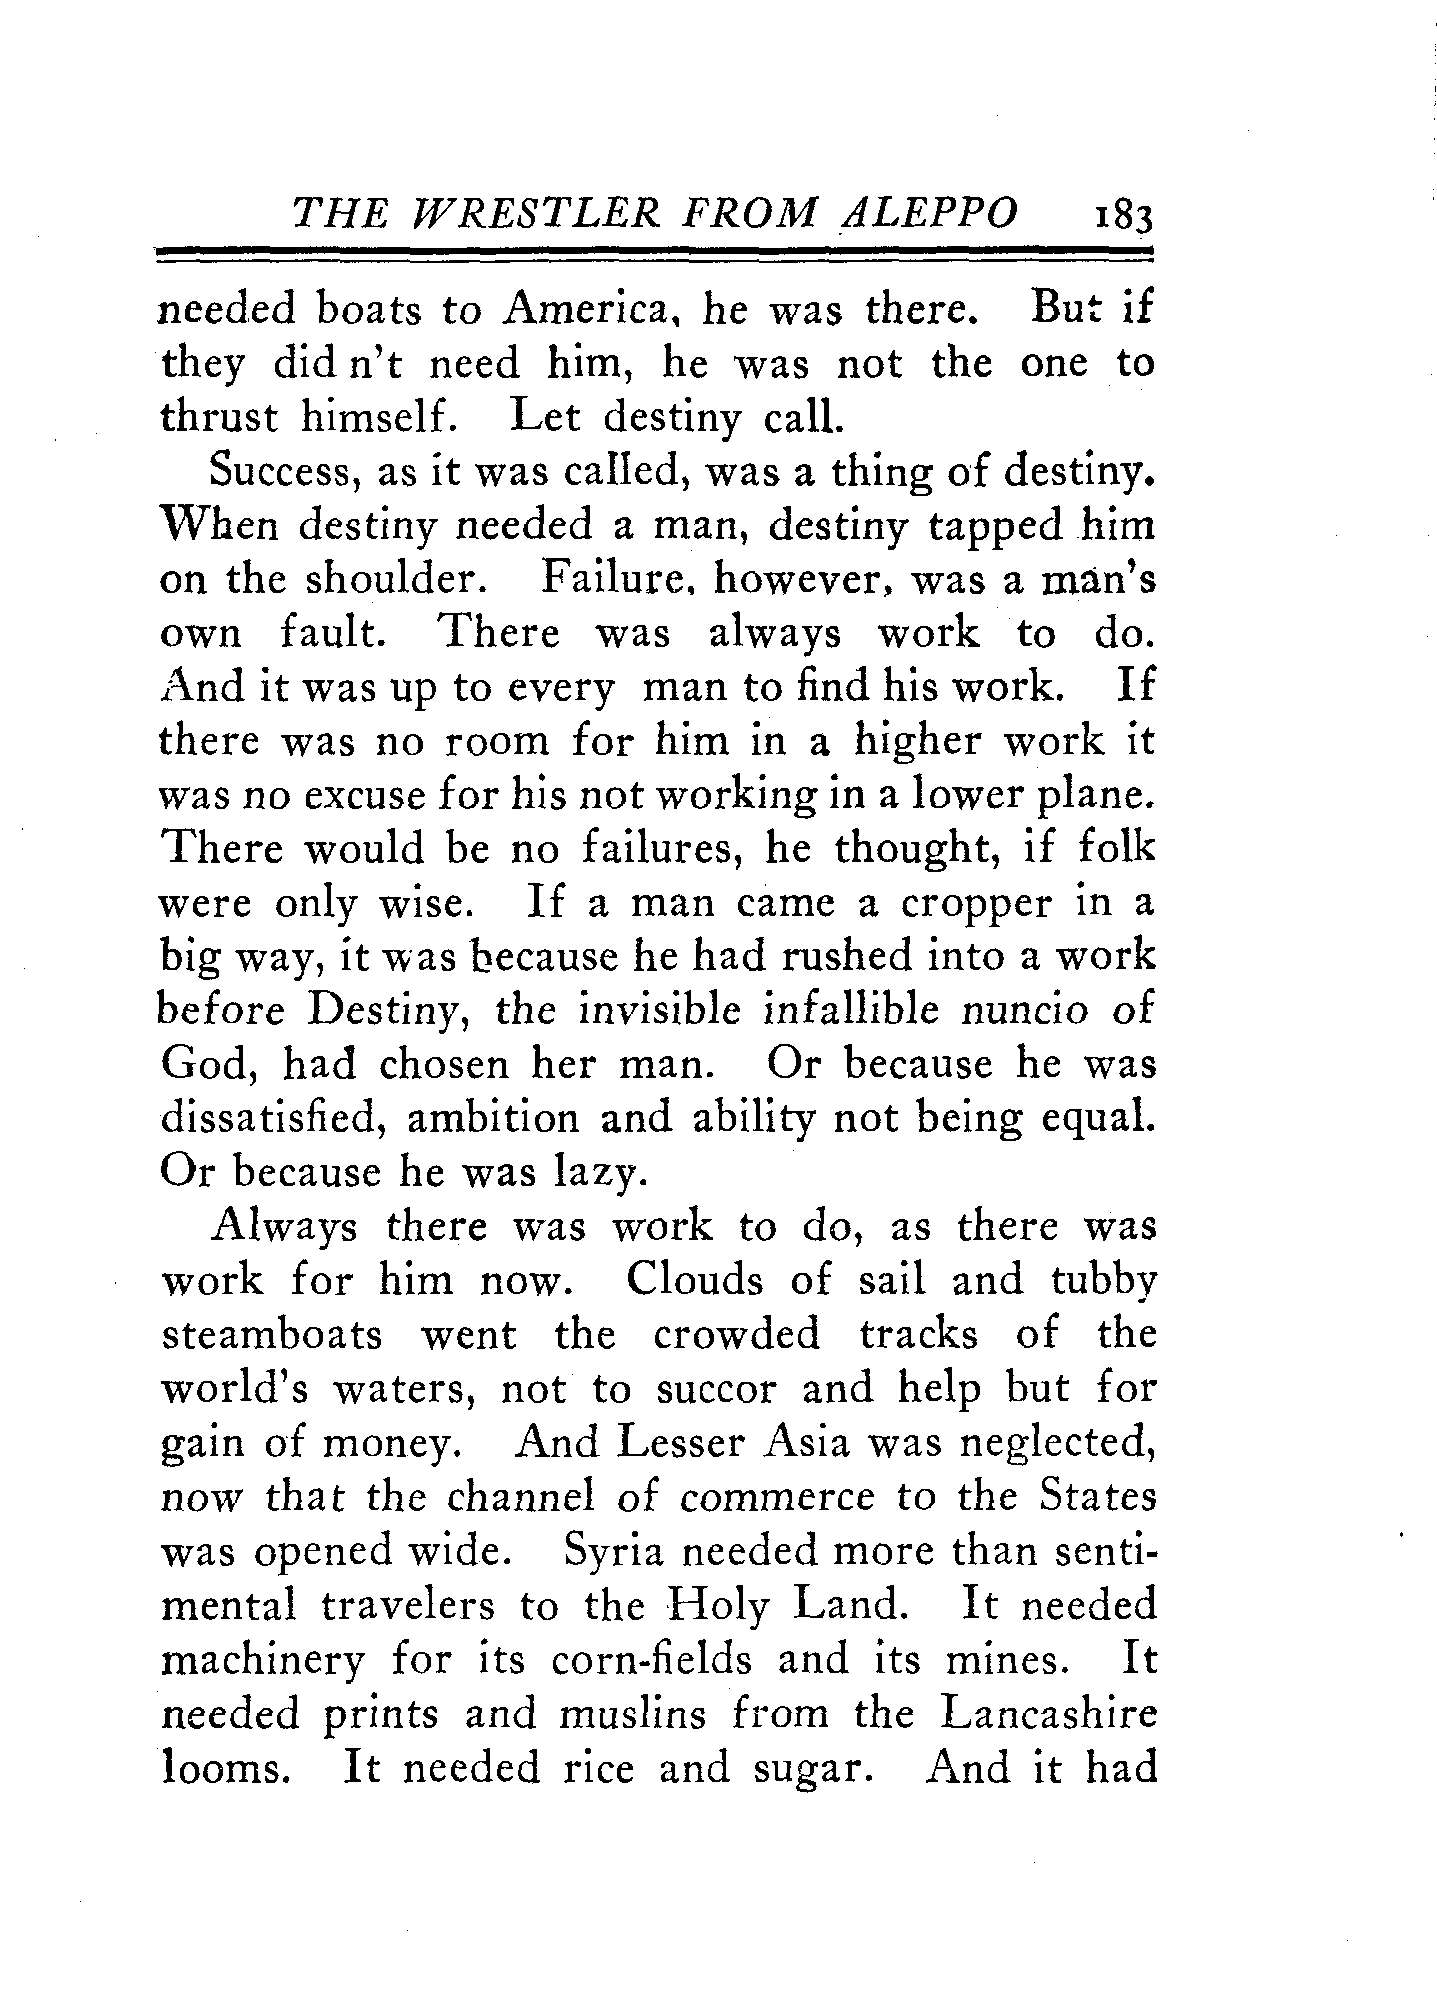 THE WRESTLER FROM ALEPPO 183
needed boats to America, he was there. But if
they did n't need him, he was not the one to
thrust himself. Let destiny call.
Success, as it was called, was a thing of destiny.
When destiny needed a man, destiny tapped him
on the shoulder. Failure, however, was a man's
own fault. There was always work to do.
And it was up to every man to find his work. If
there was no room for him in a higher work it
was no excuse for his not working in a lower plane.
There would be no failures, he thought, if folk
were only wise. If a man came a cropper in a
big way, it was because he had rushed into a work
before Destiny, the invisible infallible nuncio of
God, had chosen her man. Or because he was
dissatisfied, ambition and ability not being equal.
Or because he was lazy.
Always there was work to do, as there was
work for him now. Clouds of sail and tubby
steamboats went the crowded tracks of the
world's waters, not to succor and help but for
gain of money. And Lesser Asia was neglected,
now that the channel of commerce to the States
was opened wide. Syria needed more than senti-
mental travelers to the Holy Land. It needed
machinery for its corn-fields and its mines. It
needed prints and muslins from the Lancashire
looms. It needed rice and sugar. And it had